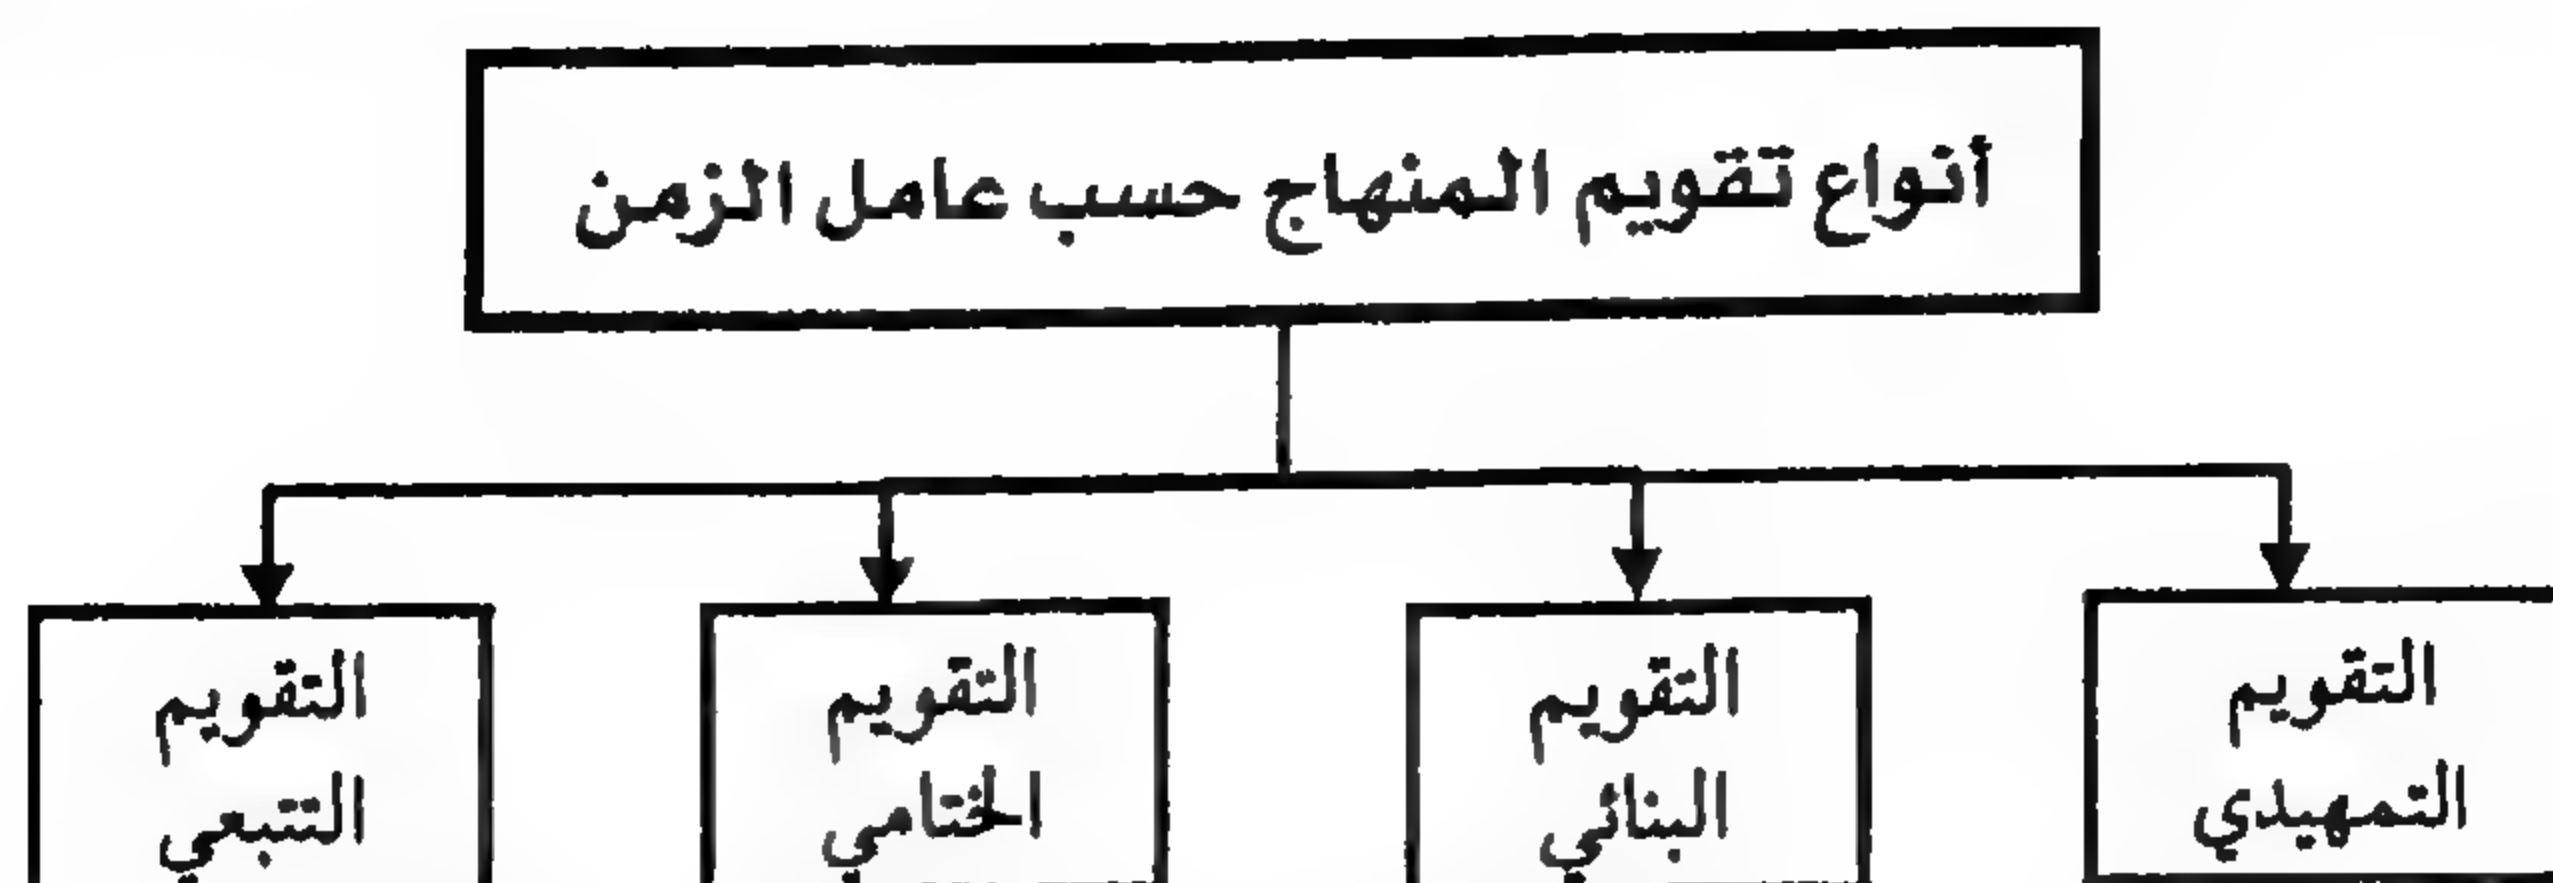 أنواع تقويم المنهاج حسب عامل الزمن
التقويم
التمهيدي
التقويم
البنائي
التقويم
الختامي
التقويم
التتبعي